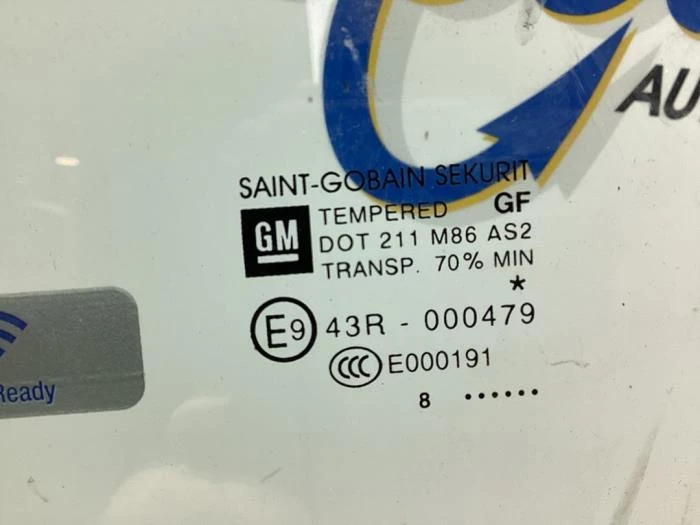 AU
SAINT-GOBAIN SEKURIT
GM
TEMPERED GF
DOT 211 M86 AS2
TRANSP. 70% MIN
*
E9 43R - 000479
CCC E000191
8 ......
Ready